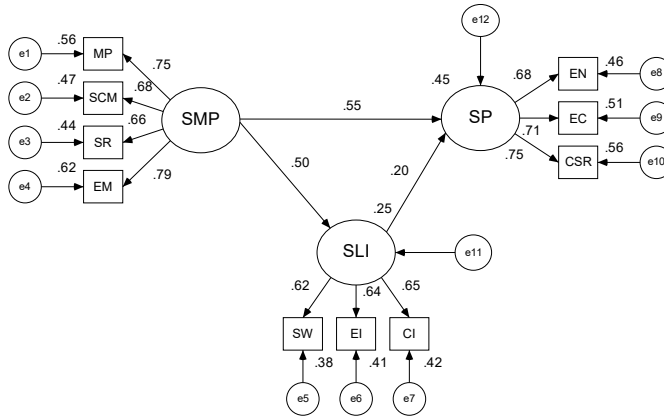 e12
e1 .56 MP .75
e2 .47 SCM .68
e3 .44 SR .66
e4 .62 EM .79
SMP
.55
.50
.45
SP
.68 EN .46 e8
.71 EC .51 e9
.75 CSR .56 e10
.20
.25
SLI
e11
.62 .64 .65
SW EI CI
.38 .41 .42
e5 e6 e7